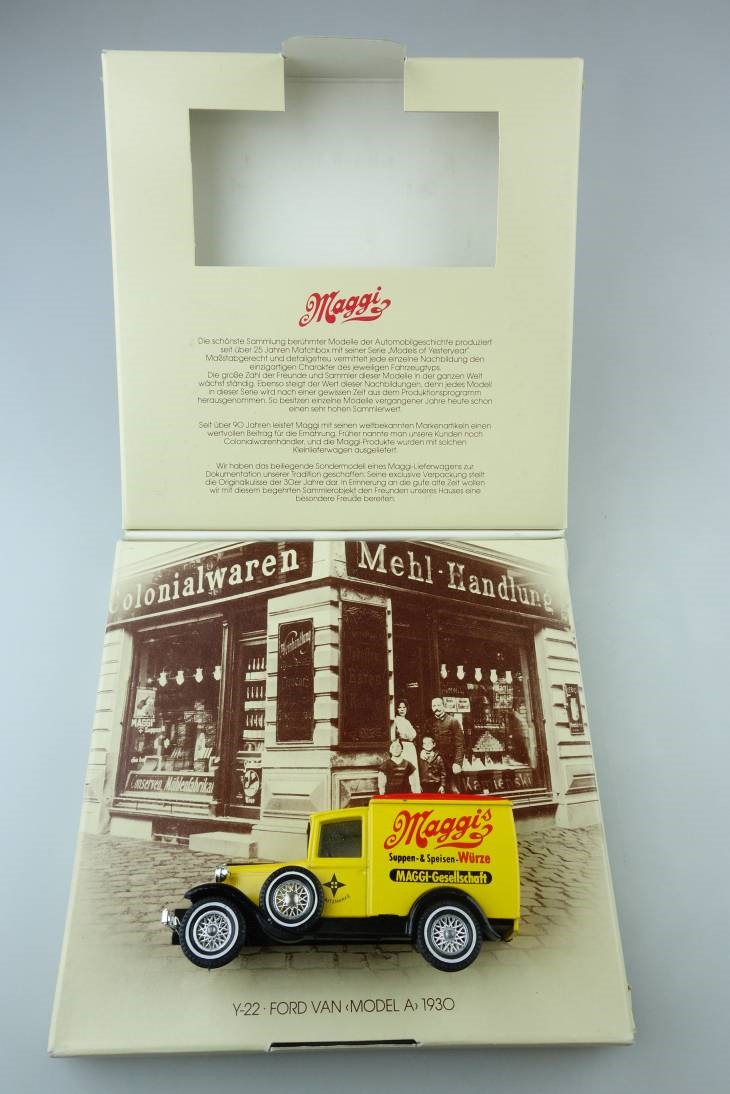 Maggi
Die schönste Sammlung berühmter Modelle der Automobilgeschichte produziert
seit über 25 Jahren Matchbox mit seiner Serie „Models of Yesteryear".
Maßstabgerecht und detailgetreu vermittelt jede einzelne Nachbildung den
einzigartigen Charakter des jeweiligen Fahrzeugtyps.
Die große Zahl der Freunde und Sammler dieser Modelle in der ganzen Welt
wächst ständig. Ebenso steigt der Wert dieser Nachbildungen, denn jedes Modell
in dieser Serie wird nach einer gewissen Zeit aus dem Produktionsprogramm
herausgenommen. So besitzen einzelne Modelle vergangener Jahre heute schon
einen sehr hohen Sammlerwert.
Seit über 90 Jahren leistet Maggi mit seinen weltbekannten Markenartikeln einen
wertvollen Beitrag für die Ernährung. Früher nannte man unsere Kunden noch
Colonialwarenhändler, und die Maggi-Produkte wurden mit solchen
Kleinlieferwagen ausgeliefert.
Wir haben das beiliegende Sondermodell eines Maggi-Lieferwagens zur
Dokumentation unserer Tradition geschaffen. Seine exclusive Verpackung stellt
die Originalkulisse der 30er Jahre dar. In Erinnerung an die gute alte Zeit wollen
wir mit diesem begehrten Sammlerobjekt den Freunden unseres Hauses eine
besondere Freude bereiten.
Colonialwaren
Mehl-Handlung
Weinhandlung
MAGGI
Conserven, Mühlenfabrikat
Maggis
Suppen-& Speisen-Würze
MAGGI-Gesellschaft
Y-22 · FORD VAN ‹MODEL A› 1930